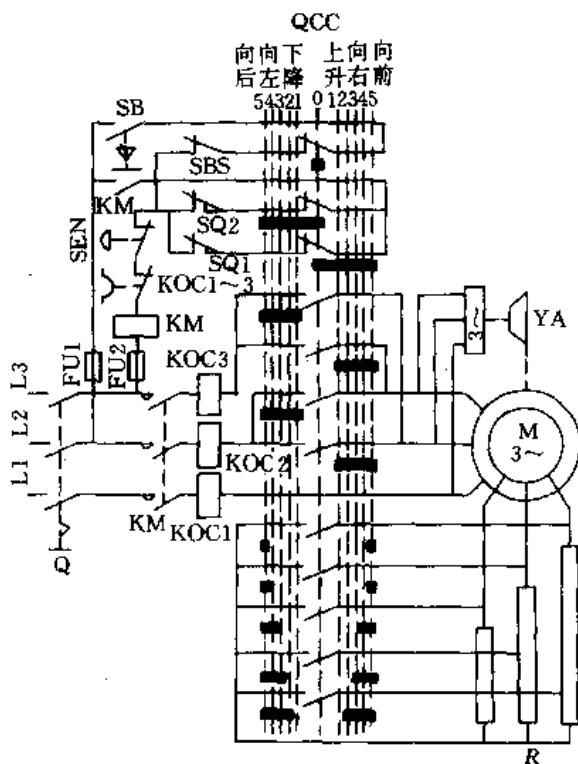 QCC
向后 向左 下降 上升 向右 向前
54321 0 12345
SB
SBS
KM
SQ2
SEN
SQ1
KOC1~3
KM
FU1
FU2
KOC3
3~
YA
L3
L2
L1
KOC2
M
3~
KM
KOC1
Q
R